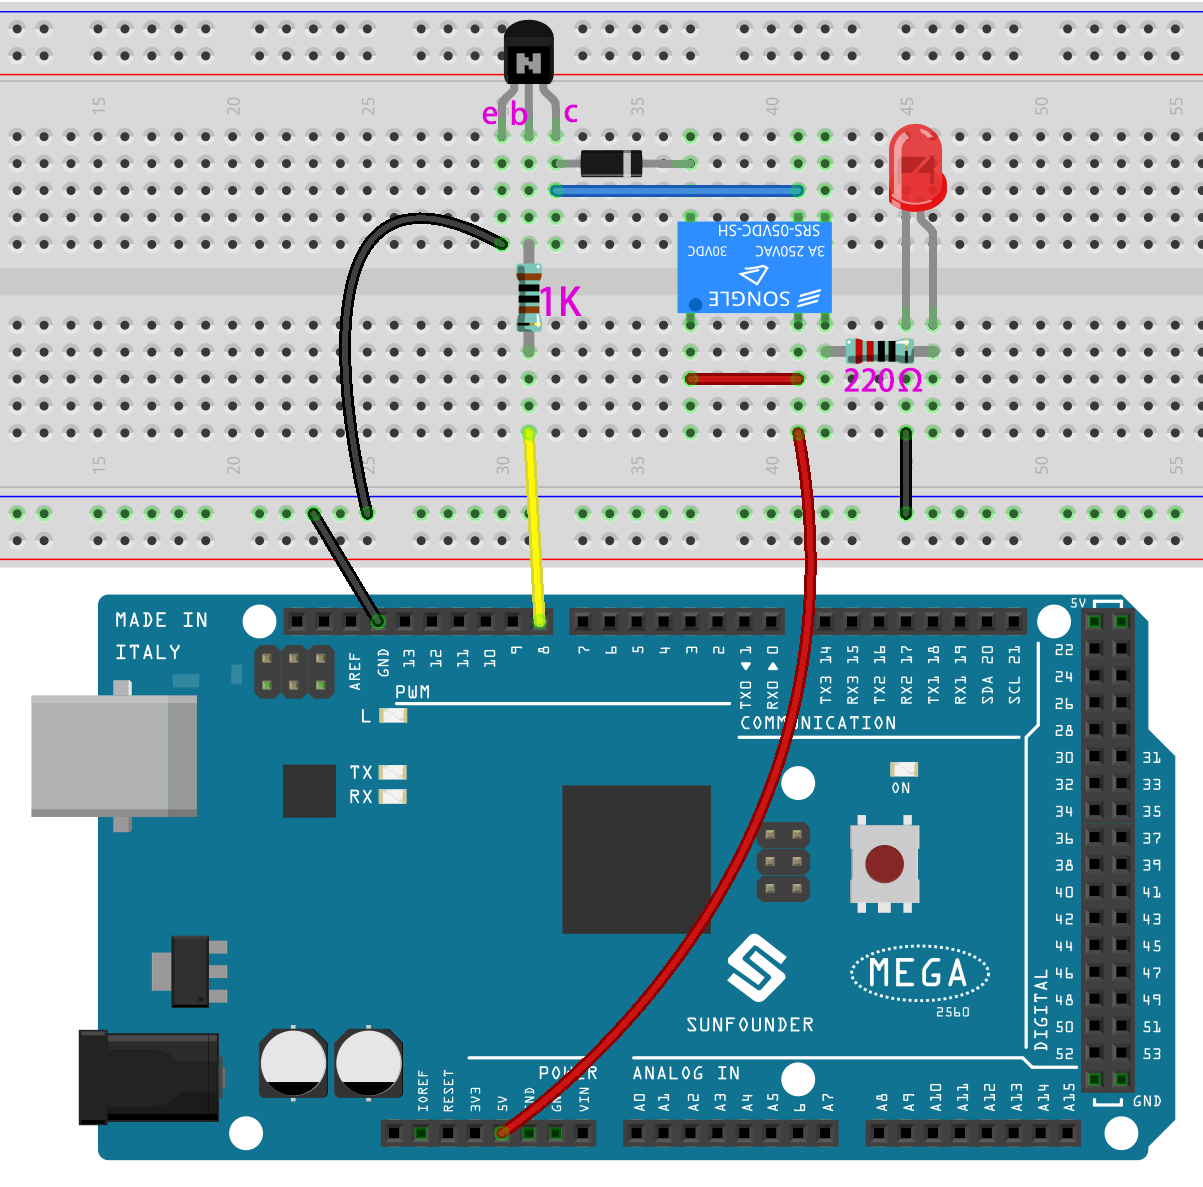 N
e b c
15 20 25 35 40 45 50 55
SRS-05VDC-SH
3A 250VAC 30VDC
SONGLE
1K
220Ω
15 20 25 30 35 40 45 50 55
MADE IN
ITALY
AREF GND 13 12 11 10 9 8 7 6 5 4 3 2 TX0 1 RX0 0 TX3 14 RX3 15 TX2 16 RX2 17 TX1 18 RX1 19 SDA 20 SCL 21
5V
PWM
L
COMMUNICATION
TX
RX
ON
22
24
26
28
30 31
32 33
34 35
36 37
38 39
40 41
42 43
44 45
46 47
48 49
50 51
52 53
DIGITAL
GND
MEGA
2560
SUNFOUNDER
POWER
ANALOG IN
IOREF RESET 3V3 5V GND GND VIN A0 A1 A2 A3 A4 A5 A7 A8 A9 A10 A11 A12 A13 A14 A15